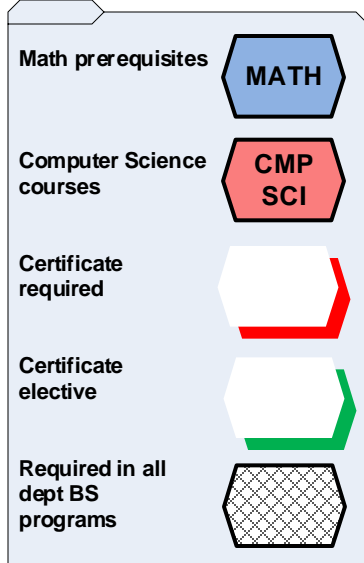 Math prerequisites
MATH
Computer Science
courses
CMP
SCI
Certificate
required
Certificate
elective
Required in all
dept BS
programs